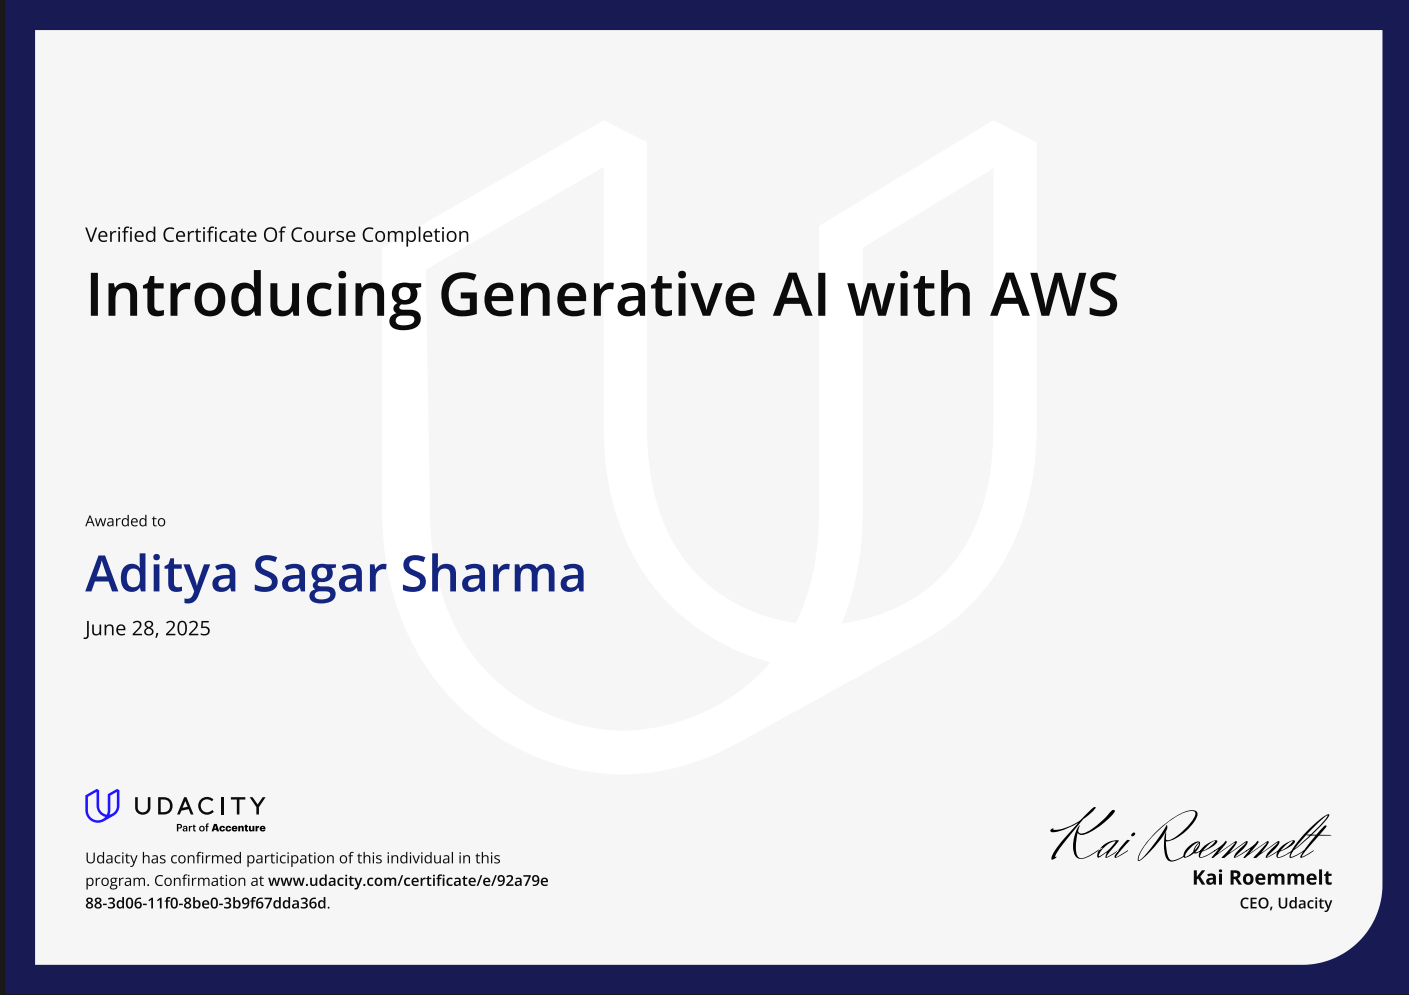 Verified Certificate Of Course Completion
Introducing Generative AI with AWS
Awarded to
Aditya Sagar Sharma
June 28, 2025
UDACITY
Part of Accenture
Udacity has confirmed participation of this individual in this
program. Confirmation at www.udacity.com/certificate/e/92a79e
88-3d06-11f0-8be0-3b9f67dda36d.
Kai Roemmelt
Kai Roemmelt
CEO, Udacity